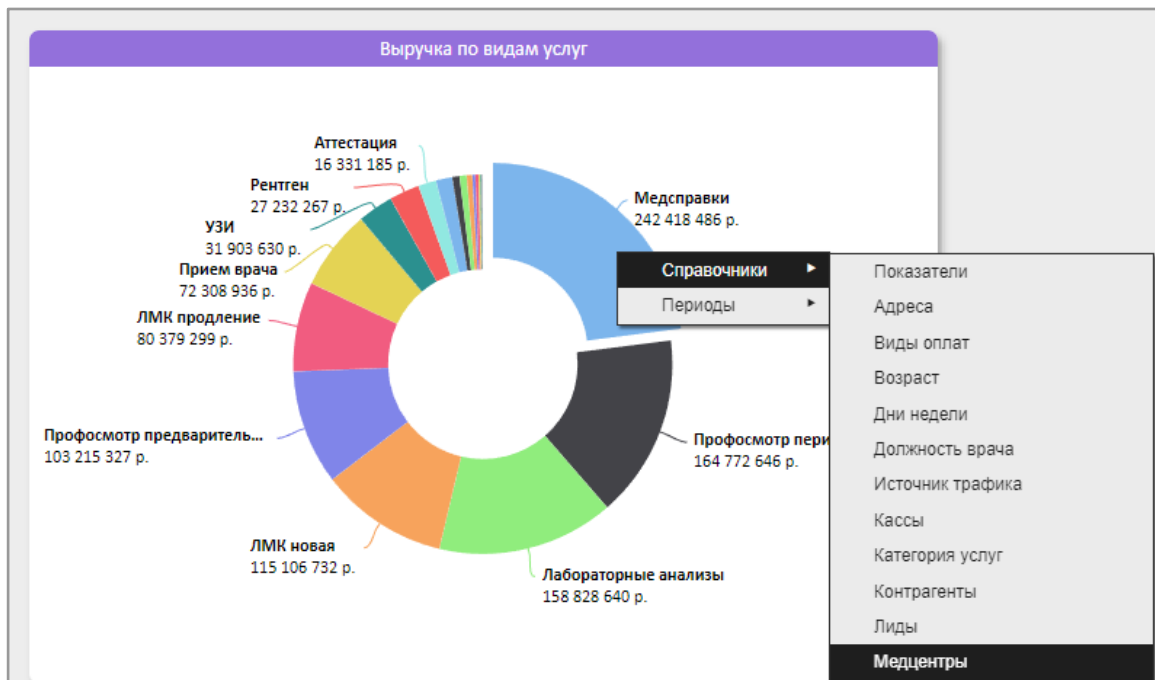 Выручка по видам услуг
Аттестация
16 331 185 р.
Рентген
27 232 267 р.
УЗИ
31 903 630 р.
Прием врача
72 308 936 р.
ЛМК продление
80 379 299 р.
Профосмотр предваритель...
103 215 327 р.
ЛМК новая
115 106 732 р.
Лабораторные анализы
158 828 640 р.
Профосмотр пери
164 772 646 р.
Медсправки
242 418 486 р.
Справочники
Периоды
Показатели
Адреса
Виды оплат
Возраст
Дни недели
Должность врача
Источник трафика
Кассы
Категория услуг
Контрагенты
Лиды
Медцентры